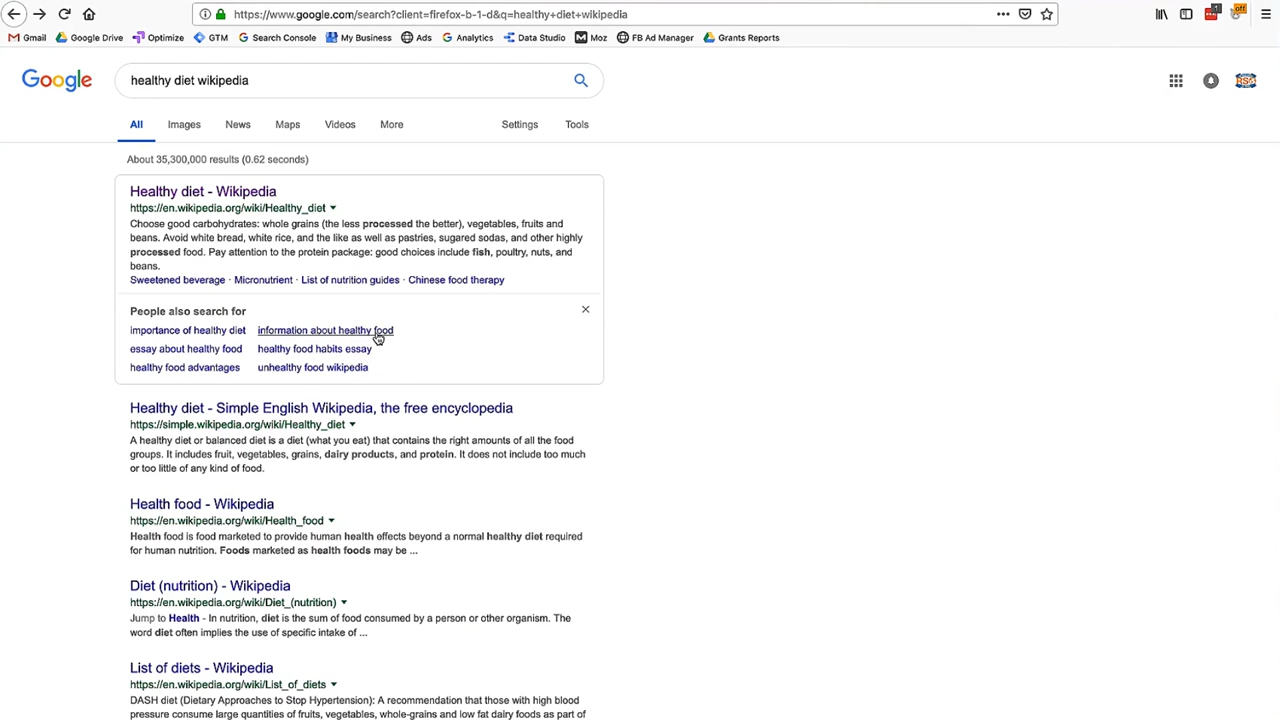 https://www.google.com/search?client=firefox-b-1-d&q=healthy+diet+wikipedia
off
Gmail Google Drive Optimize GTM Search Console My Business Ads Analytics Data Studio Moz FB Ad Manager Grants Reports
Google healthy diet wikipedia
All Images News Maps Videos More Settings Tools
About 35,300,000 results (0.62 seconds)
Healthy diet - Wikipedia
https://en.wikipedia.org/wiki/Healthy_diet
Choose good carbohydrates: whole grains (the less processed the better), vegetables, fruits and
beans. Avoid white bread, white rice, and the like as well as pastries, sugared sodas, and other highly
processed food. Pay attention to the protein package: good choices include fish, poultry, nuts, and
beans.
Sweetened beverage · Micronutrient · List of nutrition guides · Chinese food therapy
People also search for
importance of healthy diet information about healthy food
essay about healthy food healthy food habits essay
healthy food advantages unhealthy food wikipedia
Healthy diet - Simple English Wikipedia, the free encyclopedia
https://simple.wikipedia.org/wiki/Healthy_diet
A healthy diet or balanced diet is a diet (what you eat) that contains the right amounts of all the food
groups. It includes fruit, vegetables, grains, dairy products, and protein. It does not include too much
or too little of any kind of food.
Health food - Wikipedia
https://en.wikipedia.org/wiki/Health_food
Health food is food marketed to provide human health effects beyond a normal healthy diet required
for human nutrition. Foods marketed as health foods may be ...
Diet (nutrition) - Wikipedia
https://en.wikipedia.org/wiki/Diet_(nutrition)
Jump to Health - In nutrition, diet is the sum of food consumed by a person or other organism. The
word diet often implies the use of specific intake of ...
List of diets - Wikipedia
https://en.wikipedia.org/wiki/List_of_diets
DASH diet (Dietary Approaches to Stop Hypertension): A recommendation that those with high blood
pressure consume large quantities of fruits, vegetables, whole-grains and low fat dairy foods as part of